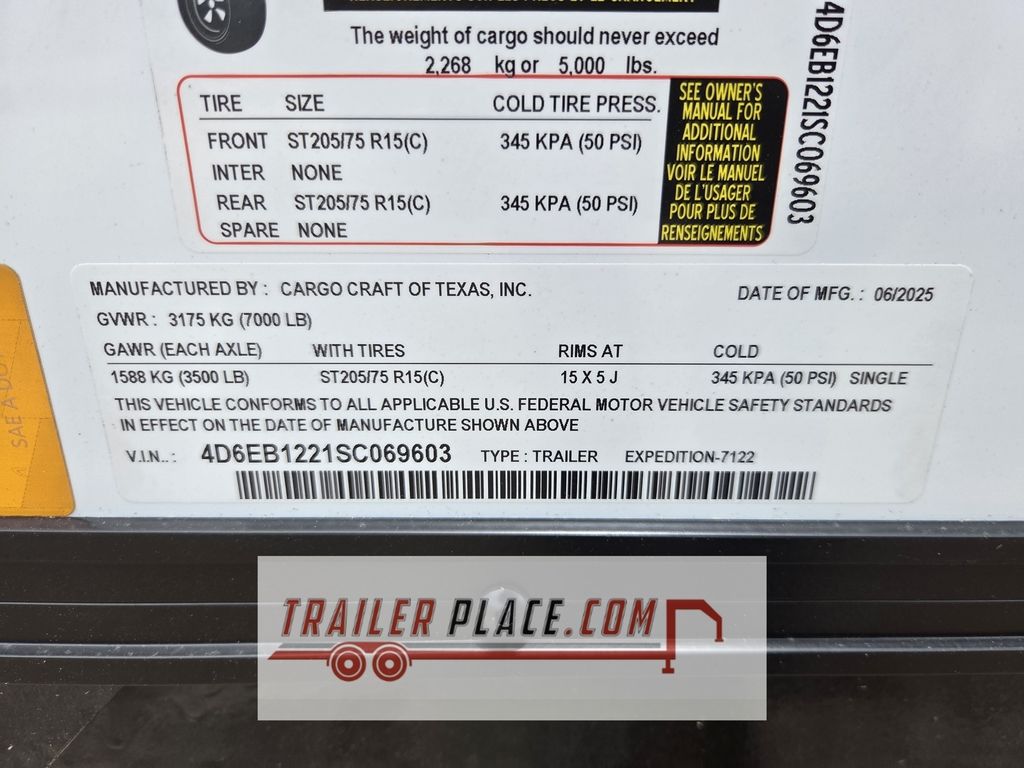 The weight of cargo should never exceed
2,268 kg or 5,000 lbs.
TIRE SIZE COLD TIRE PRESS.
FRONT ST205/75 R15(C) 345 KPA (50 PSI)
INTER NONE
REAR ST205/75 R15(C) 345 KPA (50 PSI)
SPARE NONE
SEE OWNER'S
MANUAL FOR
ADDITIONAL
INFORMATION
VOIR LE MANUEL
DE L'USAGER
POUR PLUS DE
RENSEIGNEMENTS
4D6EB1221SC069603
MANUFACTURED BY : CARGO CRAFT OF TEXAS, INC. DATE OF MFG. : 06/2025
GVWR : 3175 KG (7000 LB)
GAWR (EACH AXLE) WITH TIRES RIMS AT COLD
1588 KG (3500 LB) ST205/75 R15(C) 15 X 5 J 345 KPA (50 PSI) SINGLE
THIS VEHICLE CONFORMS TO ALL APPLICABLE U.S. FEDERAL MOTOR VEHICLE SAFETY STANDARDS
IN EFFECT ON THE DATE OF MANUFACTURE SHOWN ABOVE
V.I.N.. : 4D6EB1221SC069603 TYPE : TRAILER EXPEDITION-7122
SAE A-DOT
TRAILER PLACE.COM